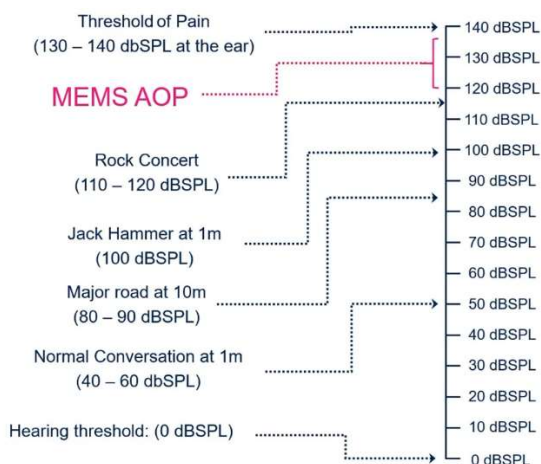 Threshold of Pain
(130 – 140 dbSPL at the ear)
MEMS AOP
Rock Concert
(110 – 120 dBSPL)
Jack Hammer at 1m
(100 dBSPL)
Major road at 10m
(80 – 90 dBSPL)
Normal Conversation at 1m
(40 – 60 dbSPL)
Hearing threshold: (0 dBSPL)
140 dBSPL
130 dBSPL
120 dBSPL
110 dBSPL
100 dBSPL
90 dBSPL
80 dBSPL
70 dBSPL
60 dBSPL
50 dBSPL
40 dBSPL
30 dBSPL
20 dBSPL
10 dBSPL
0 dBSPL